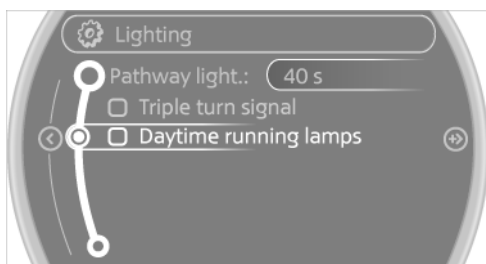 Lighting
Pathway light.: 40 s
Triple turn signal
Daytime running lamps